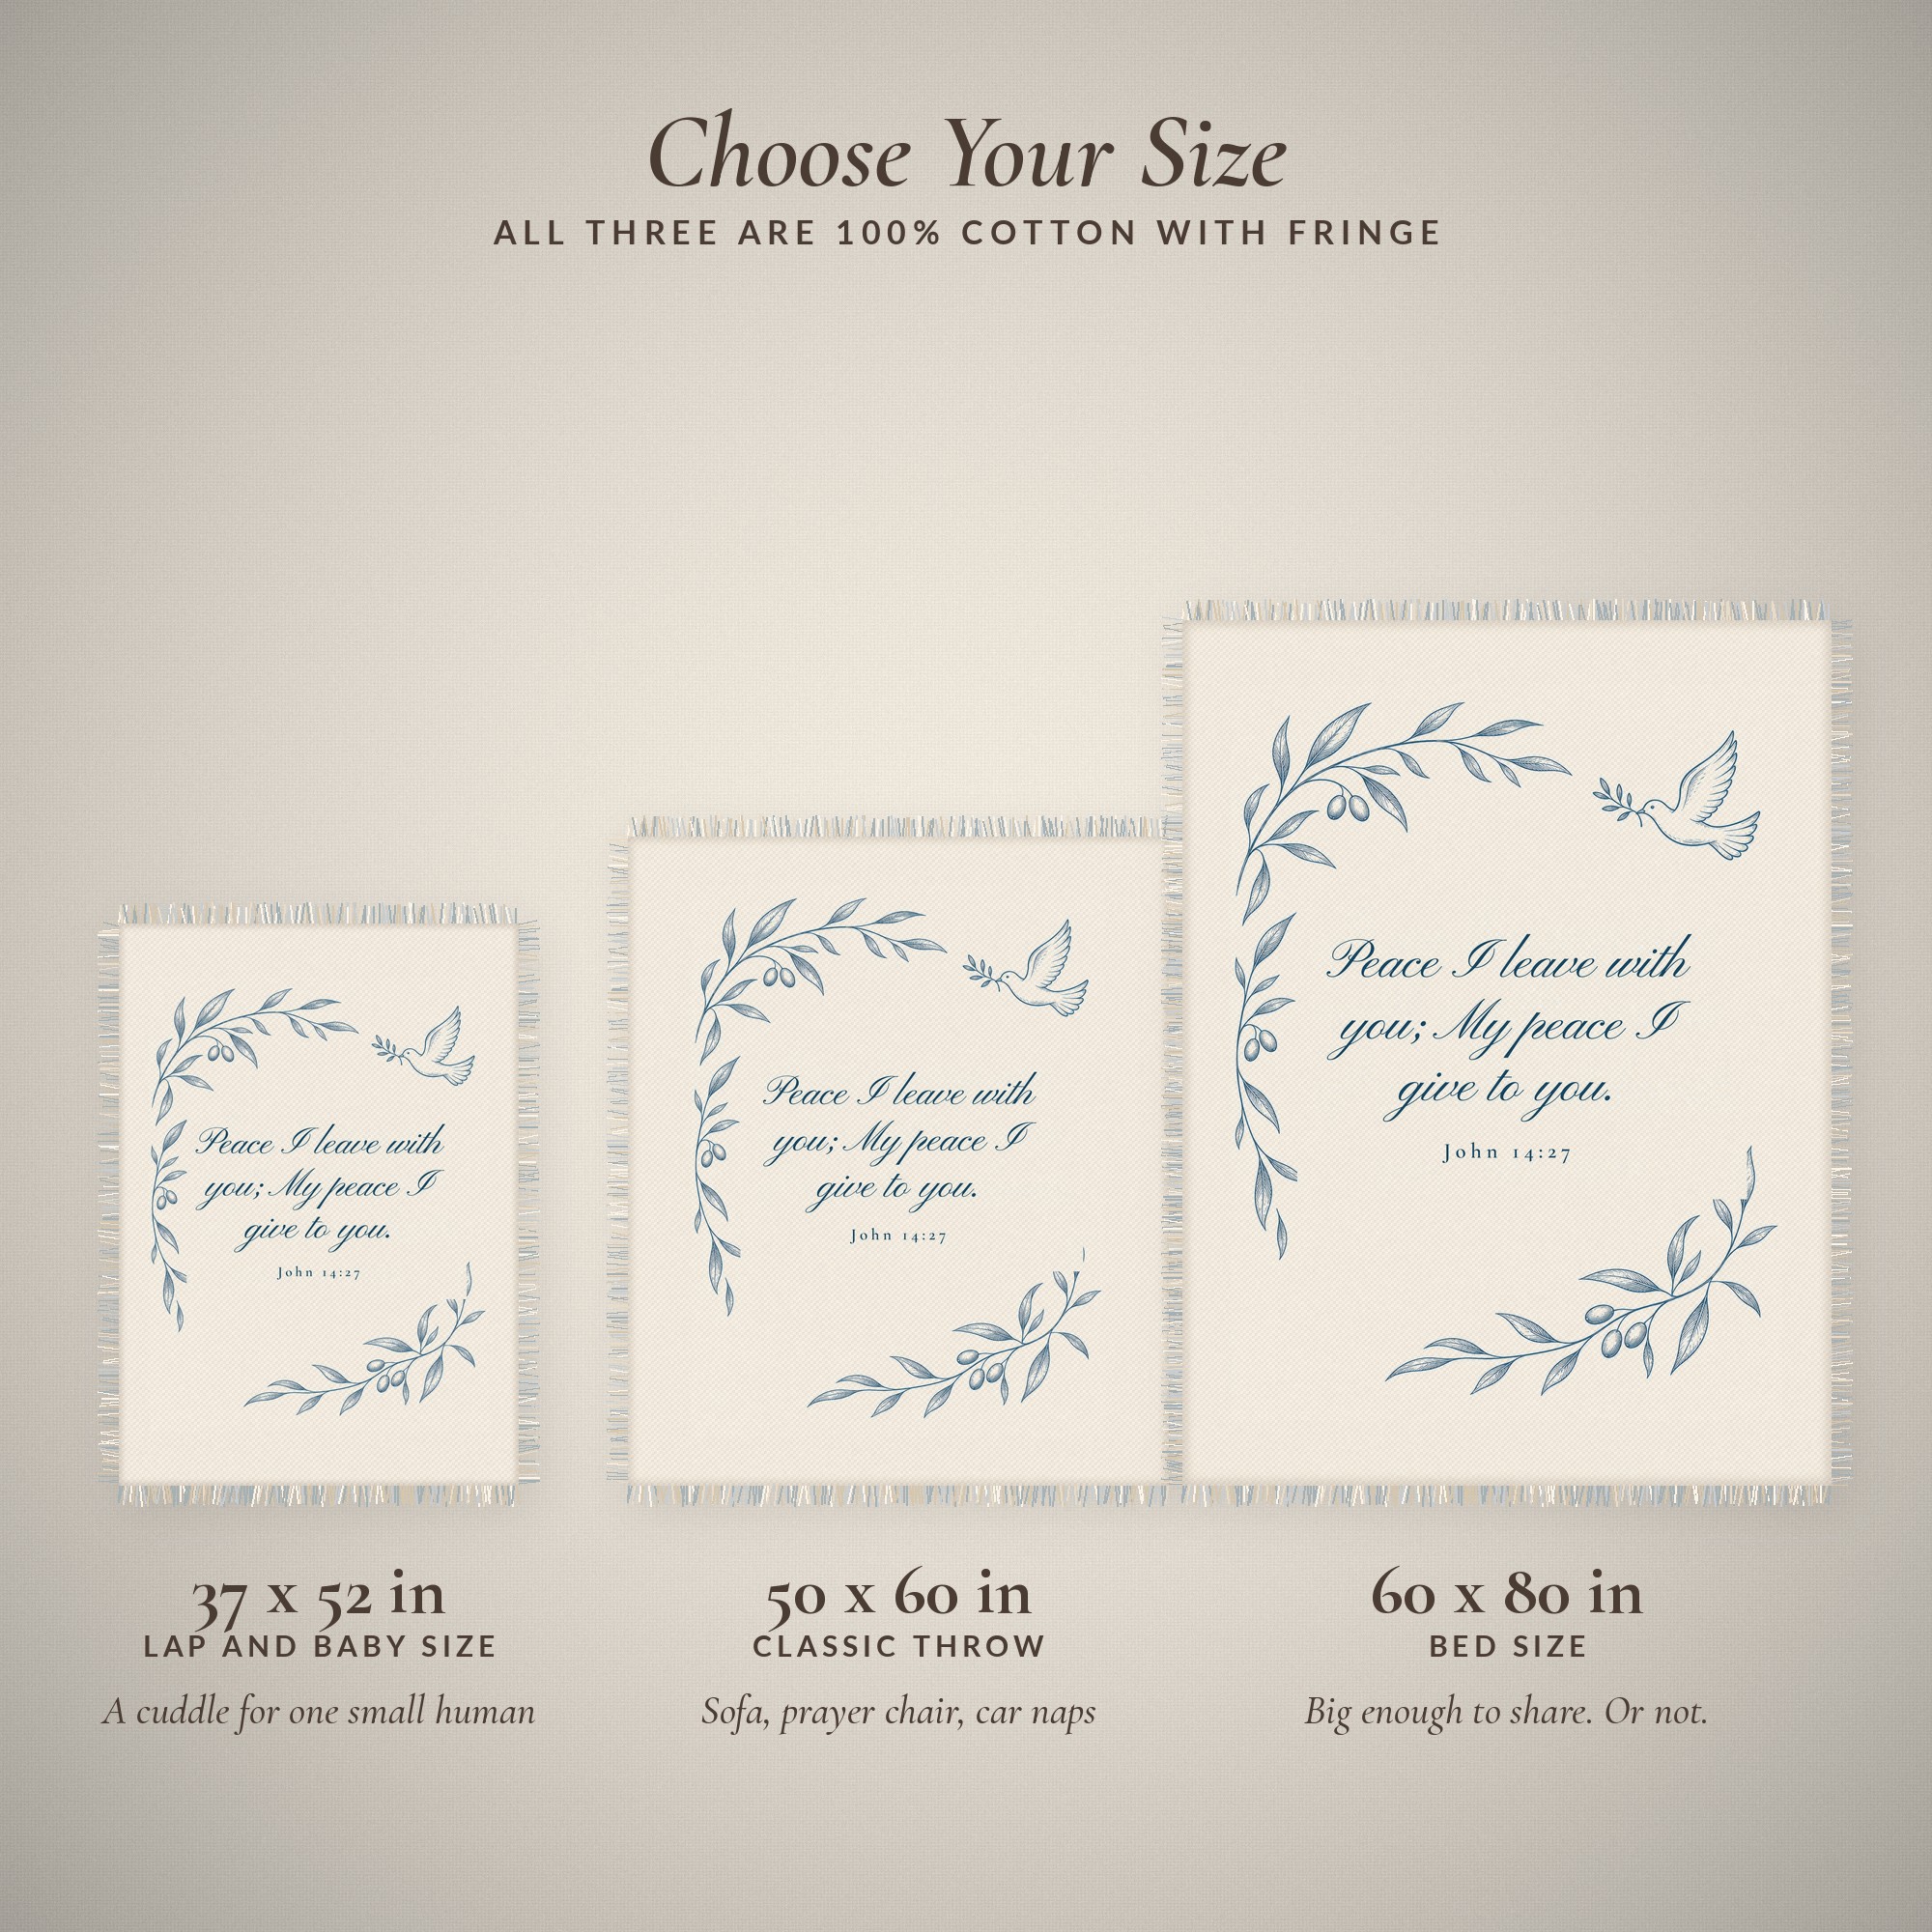 Choose Your Size
ALL THREE ARE 100% COTTON WITH FRINGE
Peace I leave with
you; My peace I
give to you.
John 14:27
Peace I leave with
you; My peace I
give to you.
John 14:27
Peace I leave with
you; My peace I
give to you.
John 14:27
37 x 52 in
LAP AND BABY SIZE
A cuddle for one small human
50 x 60 in
CLASSIC THROW
Sofa, prayer chair, car naps
60 x 80 in
BED SIZE
Big enough to share. Or not.